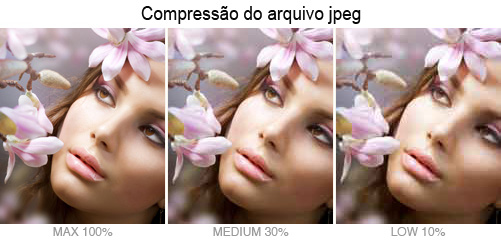 Compressão do arquivo jpeg
MAX 100%
MEDIUM 30%
LOW 10%